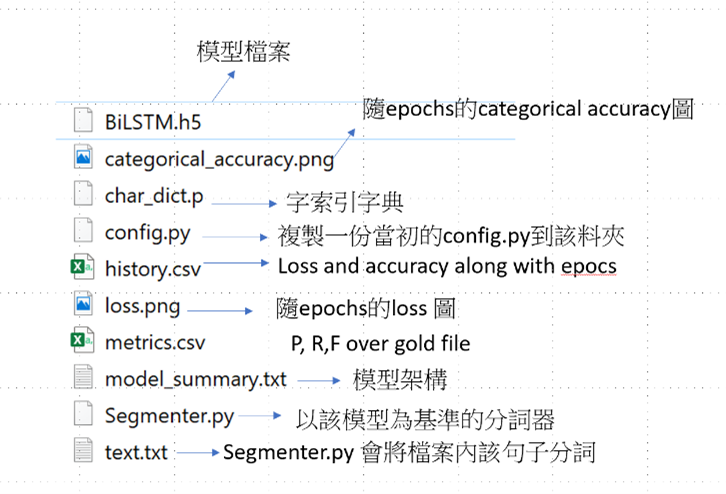 模型檔案
BiLSTM.h5
隨epochs的categorical accuracy圖
categorical_accuracy.png
char_dict.p 字索引字典
config.py 複製一份當初的config.py到該料夾
history.csv Loss and accuracy along with epocs
loss.png 隨epochs的loss 圖
metrics.csv P, R,F over gold file
model_summary.txt 模型架構
Segmenter.py 以該模型為基準的分詞器
text.txt Segmenter.py 會將檔案內該句子分詞